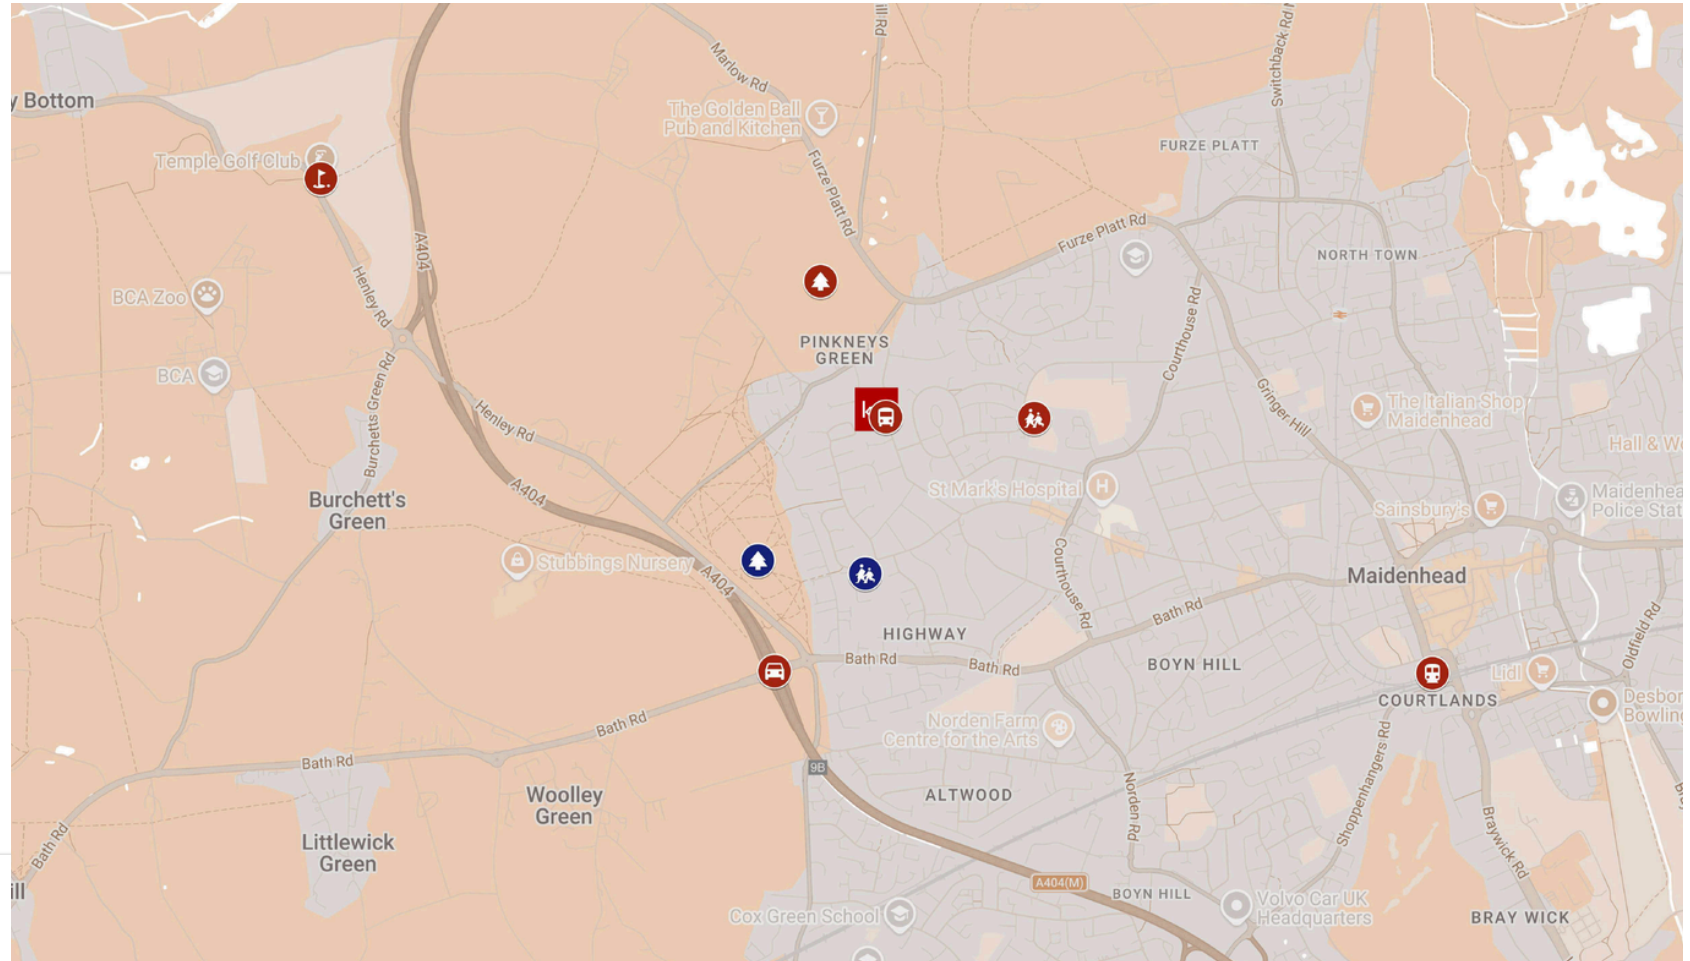 y Bottom
Marlow Rd
ill Rd
Switchback Rd N
The Golden Ball
Pub and Kitchen
Temple Golf Club
Furze Platt Rd
FURZE PLATT
Furze Platt Rd
A404
NORTH TOWN
BCA Zoo
Henley Rd
PINKNEYS
GREEN
BCA
Burchetts Green Rd
Courthouse Rd
Gringer Hill
The Italian Shop
Maidenhead
Henley Rd
k
Hall & Wo
Burchett's
Green
A404
St Mark's Hospital
H
Sainsbury's
Maidenhea
Police Stat
Stubbings Nursery
A404
Courthouse Rd
Maidenhead
HIGHWAY
Bath Rd
Bath Rd
Bath Rd
BOYN HILL
Oldfield Rd
Lidl
COURTLANDS
Desbor
Bowling
Bath Rd
Norden Farm
Centre for the Arts
Bath Rd
9B
Woolley
Green
ALTWOOD
Norden Rd
Shoppenhangers Rd
Braywick Rd
Bath Rd
Littlewick
Green
ill
A404(M)
BOYN HILL
Cox Green School
Volvo Car UK
Headquarters
BRAY WICK